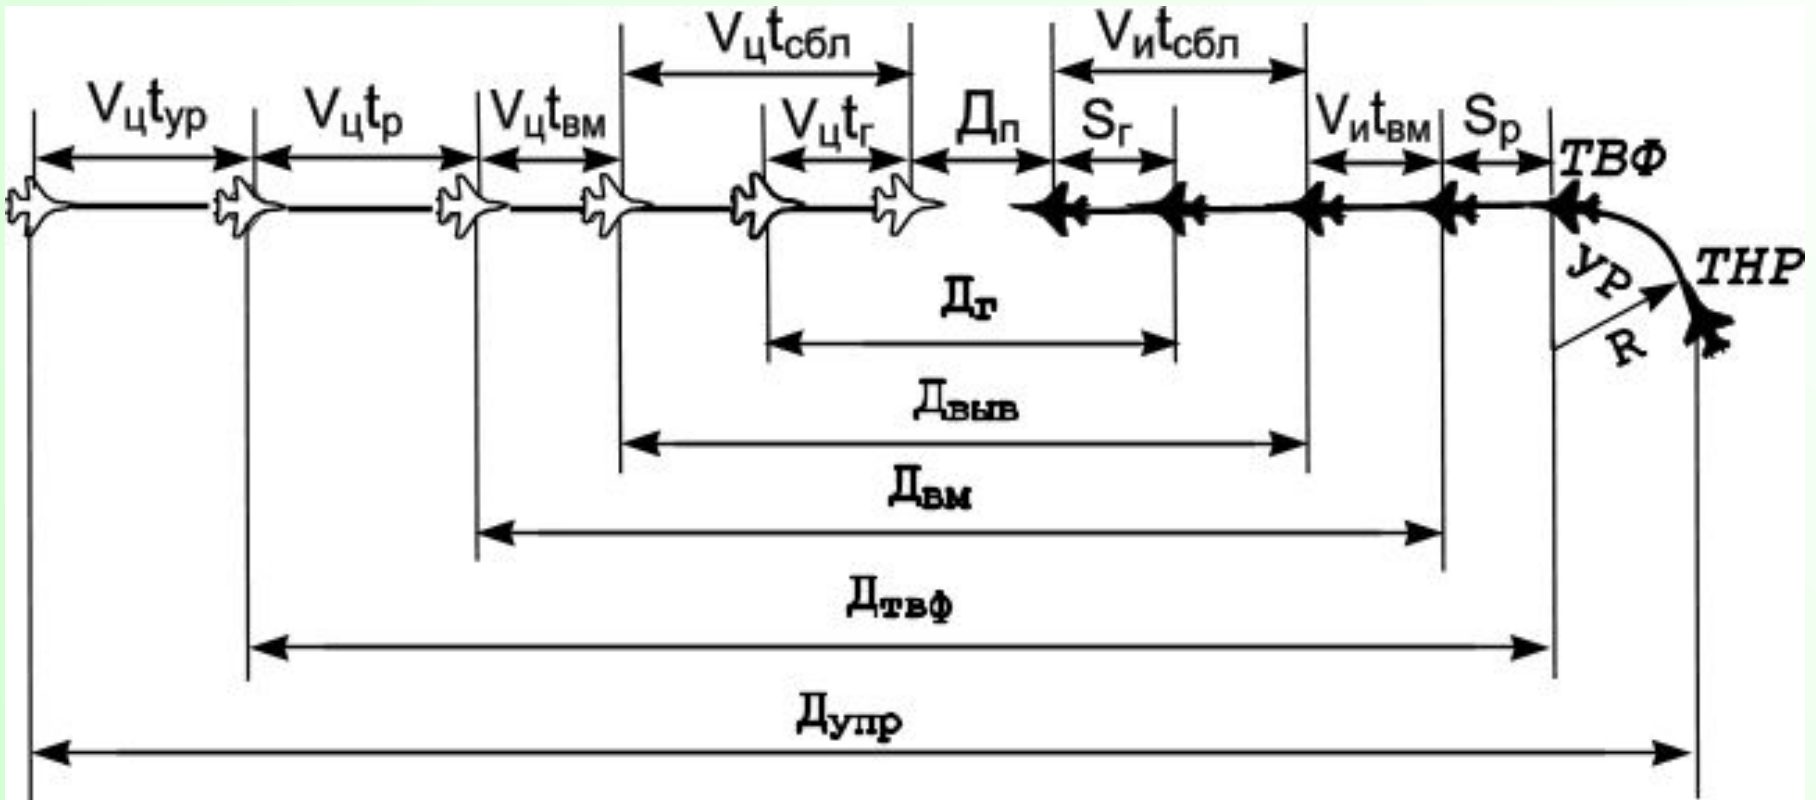 Vцtсбл Vиtсбл
Vцtур Vцtр Vцtвм Vцtг Дп Sг Vиtвм Sр
ТВФ
УР ТНР
Дг
R
Двыв
Двм
Дтвф
Дупр